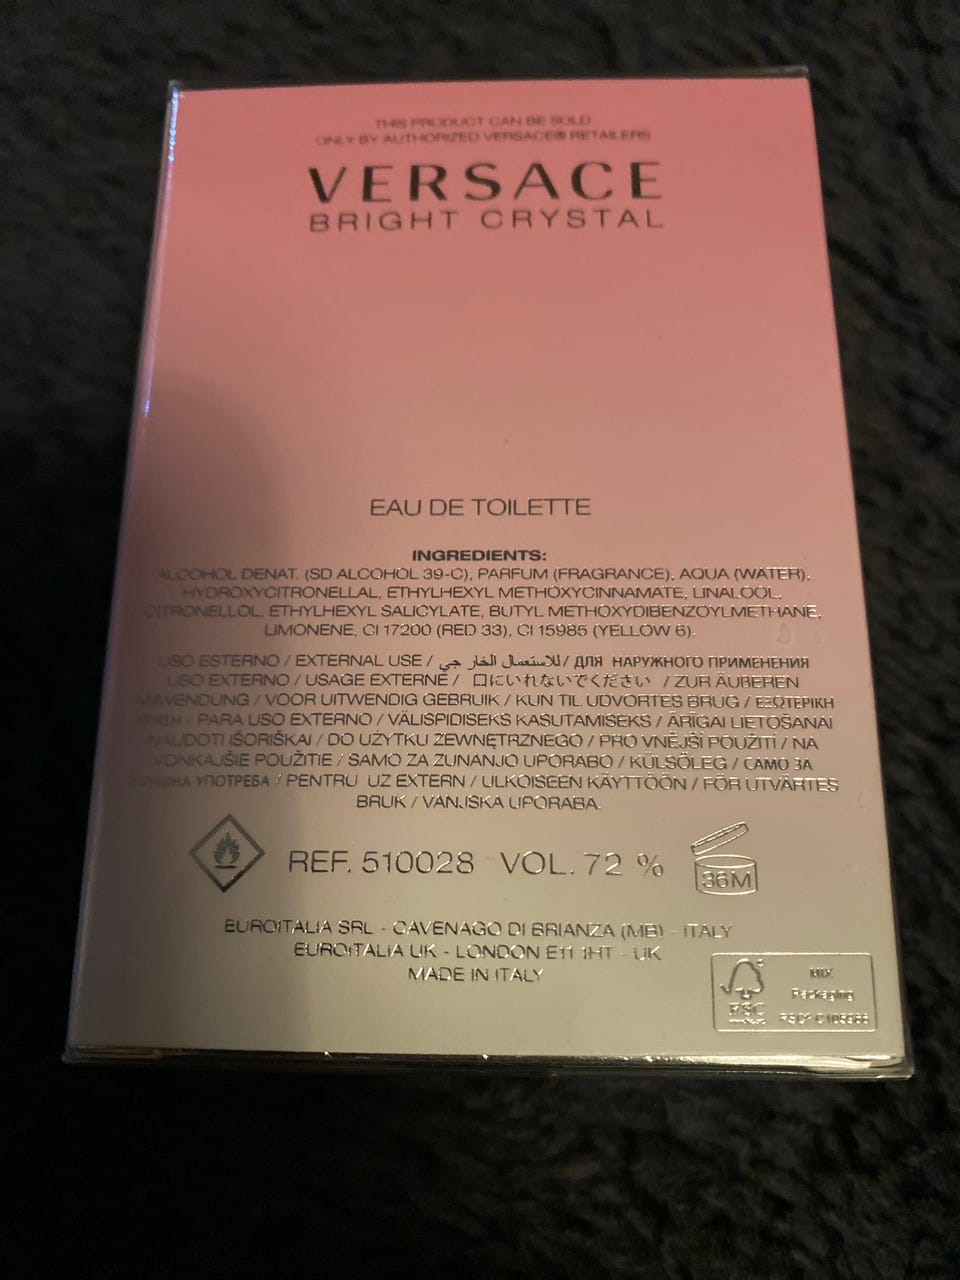 THIS PRODUCT CAN BE SOLD
ONLY BY AUTHORIZED VERSACE® RETAILERS
VERSACE
BRIGHT CRYSTAL
EAU DE TOILETTE
INGREDIENTS:
ALCOHOL DENAT. (SD ALCOHOL 39-C), PARFUM (FRAGRANCE), AQUA (WATER),
HYDROXYCITRONELLAL, ETHYLHEXYL METHOXYCINNAMATE, LINALOOL,
CITRONELLOL, ETHYLHEXYL SALICYLATE, BUTYL METHOXYDIBENZOYLMETHANE,
LIMONENE, CI 17200 (RED 33), CI 15985 (YELLOW 6).
USO ESTERNO / EXTERNAL USE / للاستعمال الخار جي / ДЛЯ НАРУЖНОГО ПРИМЕНЕНИЯ
USO EXTERNO / USAGE EXTERNE / 口にいれないでください / ZUR ÄUßEREN
ANWENDUNG / VOOR UITWENDIG GEBRUIK / KUN TIL UDVORTES BRUG / ΕΞΩΤΕΡΙΚΗ
/ PARA USO EXTERNO / VÄLISPIDISEKS KASUTAMISEKS / ĀRĪGAI LIETOŠANAI
NAUDOTI IŠORIŠKAI / DO UŻYTKU ZEWNĘTRZNEGO / PRO VNĚJŠÍ POUŽITÍ / NA
VONKAJŠIE POUŽITIE / SAMO ZA ZUNANJO UPORABO / KÜLSŐLEG / САМО ЗА
ВЪНШНА УПОТРЕБА / PENTRU UZ EXTERN / ULKOISEEN KÄYTTÖÖN / FÖR UTVÄRTES
BRUK / VANJSKA UPORABA.
REF. 510028 VOL. 72 %
36M
EUROITALIA SRL - CAVENAGO DI BRIANZA (MB) - ITALY
EUROITALIA UK - LONDON E11 1HT - UK
MADE IN ITALY
FSC
MIX
Packaging